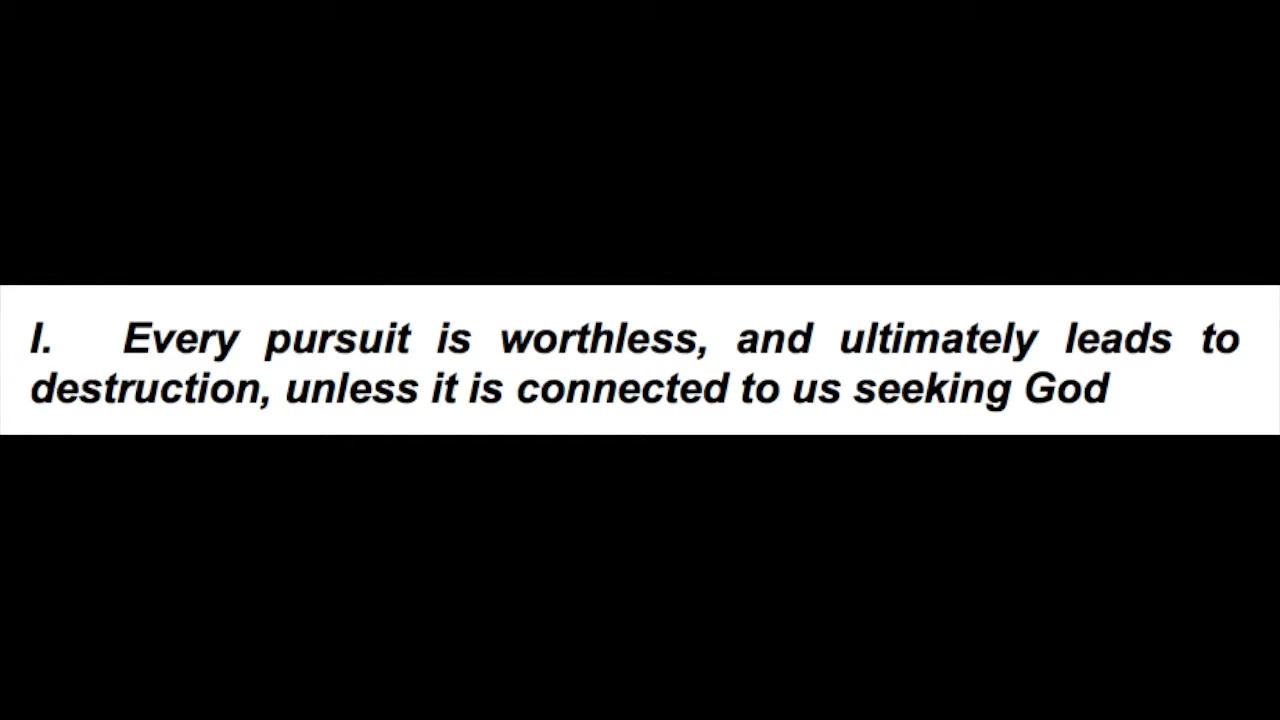 I. Every pursuit is worthless, and ultimately leads to
destruction, unless it is connected to us seeking God